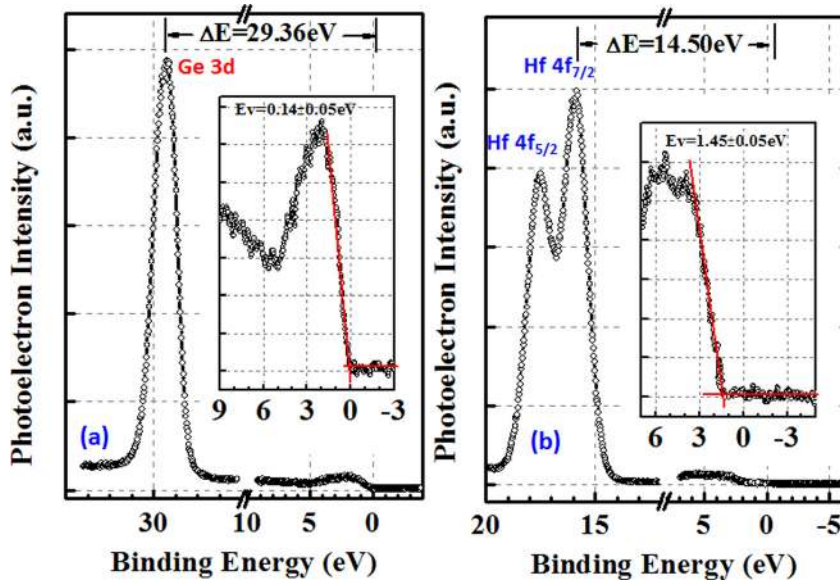 ΔE=29.36eV
Ge 3d
Ev=0.14±0.05eV
9 6 3 0 -3
(a)
Photoelectron Intensity (a.u.)
30 10 5 0
Binding Energy (eV)
ΔE=14.50eV
Hf 4f7/2
Hf 4f5/2
Ev=1.45±0.05eV
6 3 0 -3
(b)
Photoelectron Intensity (a.u.)
20 15 5 0 -5
Binding Energy (eV)